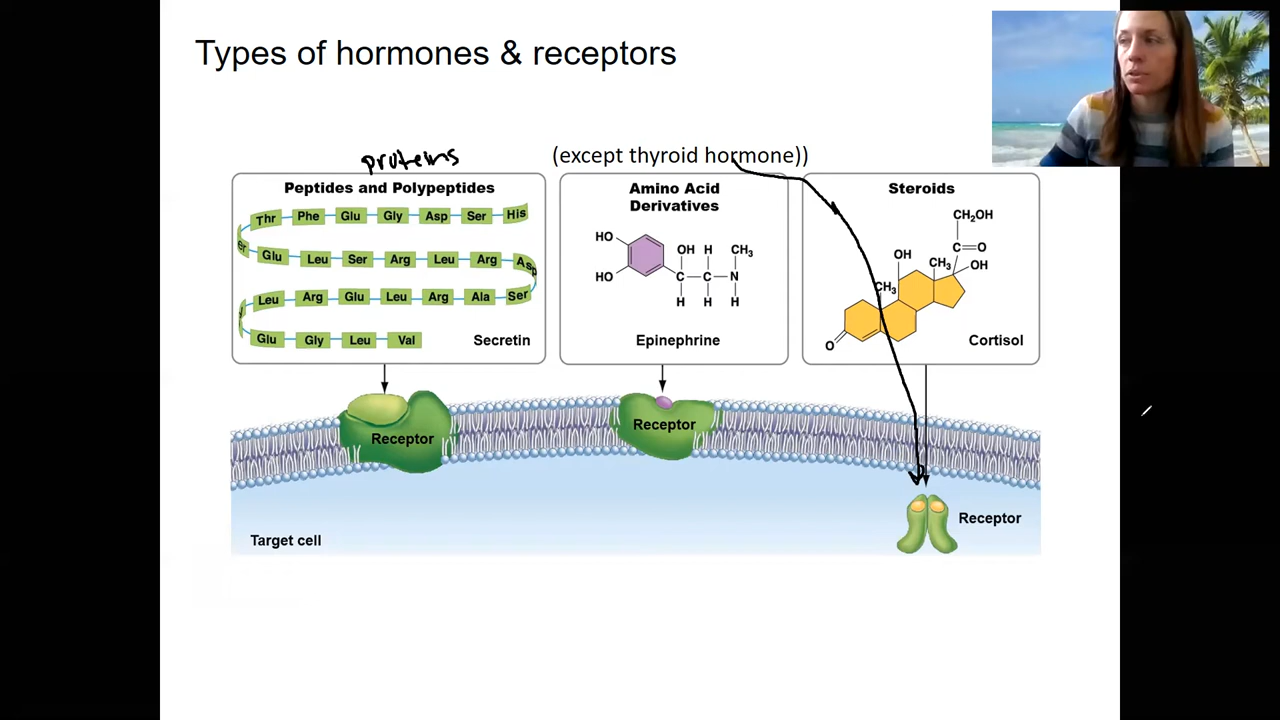 Types of hormones & receptors
proteins
(except thyroid hormone))
Peptides and Polypeptides
Thr Phe Glu Gly Asp Ser His
Glu Leu Ser Arg Leu Arg Asp
Leu Arg Glu Leu Arg Ala Ser
Glu Gly Leu Val
Secretin
Amino Acid
Derivatives
HO
OH H CH₃
HO
C C N
H H H
Epinephrine
Steroids
CH₂OH
C=O
OH
CH₃
OH
CH₃
O
Cortisol
Receptor
Receptor
Receptor
Target cell